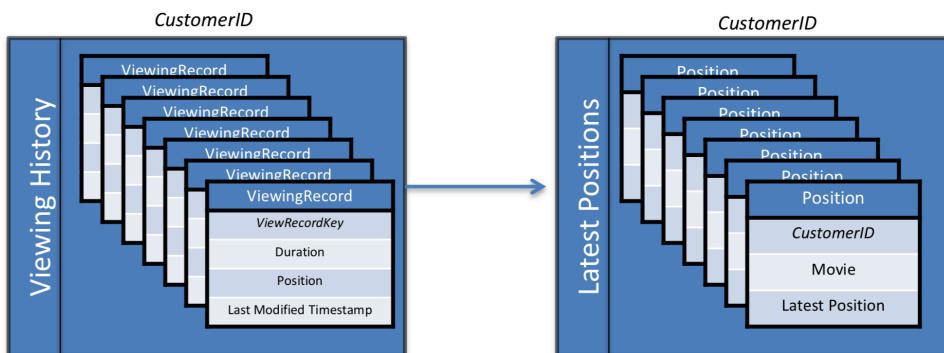 CustomerID
Viewing History
ViewingRecord
ViewingRecord
ViewingRecord
ViewingRecord
ViewingRecord
ViewingRecord
ViewingRecord
ViewRecordKey
Duration
Position
Last Modified Timestamp
CustomerID
Latest Positions
Position
Position
Position
Position
Position
Position
Position
CustomerID
Movie
Latest Position